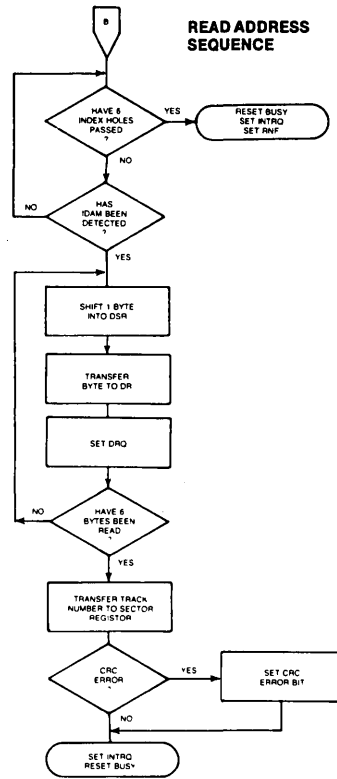 B
READ ADDRESS
SEQUENCE
HAVE 6
INDEX HOLES
PASSED
?
YES
RESET BUSY
SET INTRQ
SET RNF
NO
HAS
IDAM BEEN
DETECTED
?
NO
YES
SHIFT 1 BYTE
INTO DSR
TRANSFER
BYTE TO DR
SET DRQ
HAVE 6
BYTES BEEN
READ
?
NO
YES
TRANSFER TRACK
NUMBER TO SECTOR
REGISTOR
CRC
ERROR
?
YES
SET CRC
ERROR BIT
NO
SET INTRQ
RESET BUSY